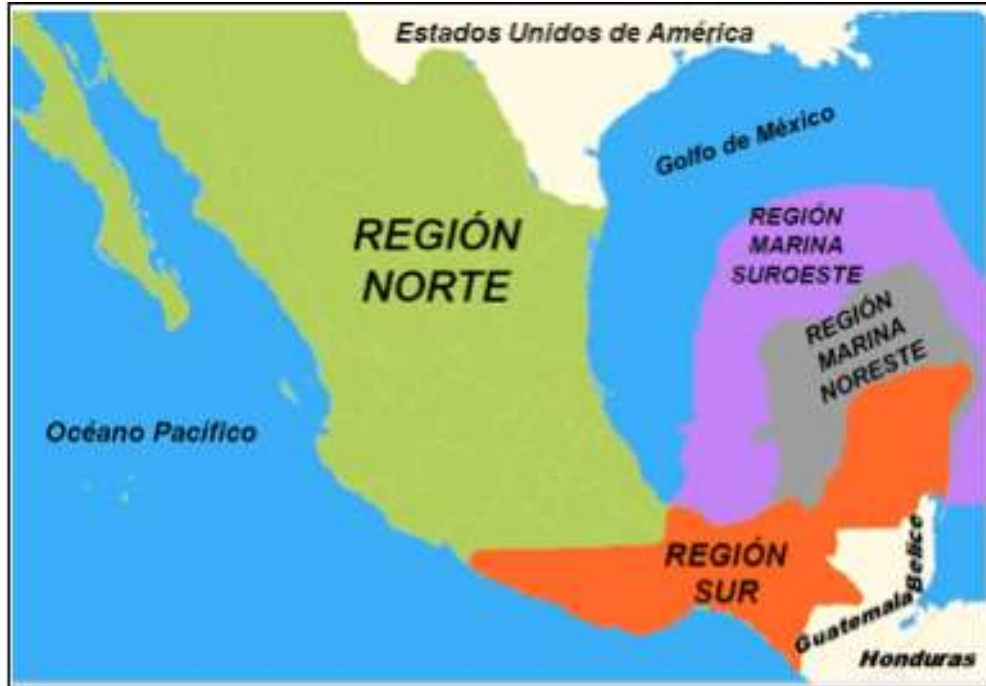 Estados Unidos de América
Golfo de México
REGIÓN
NORTE
REGIÓN
MARINA
SUROESTE
REGIÓN
MARINA
NORESTE
Océano Pacífico
REGIÓN
SUR
Belice
Guatemala
Honduras